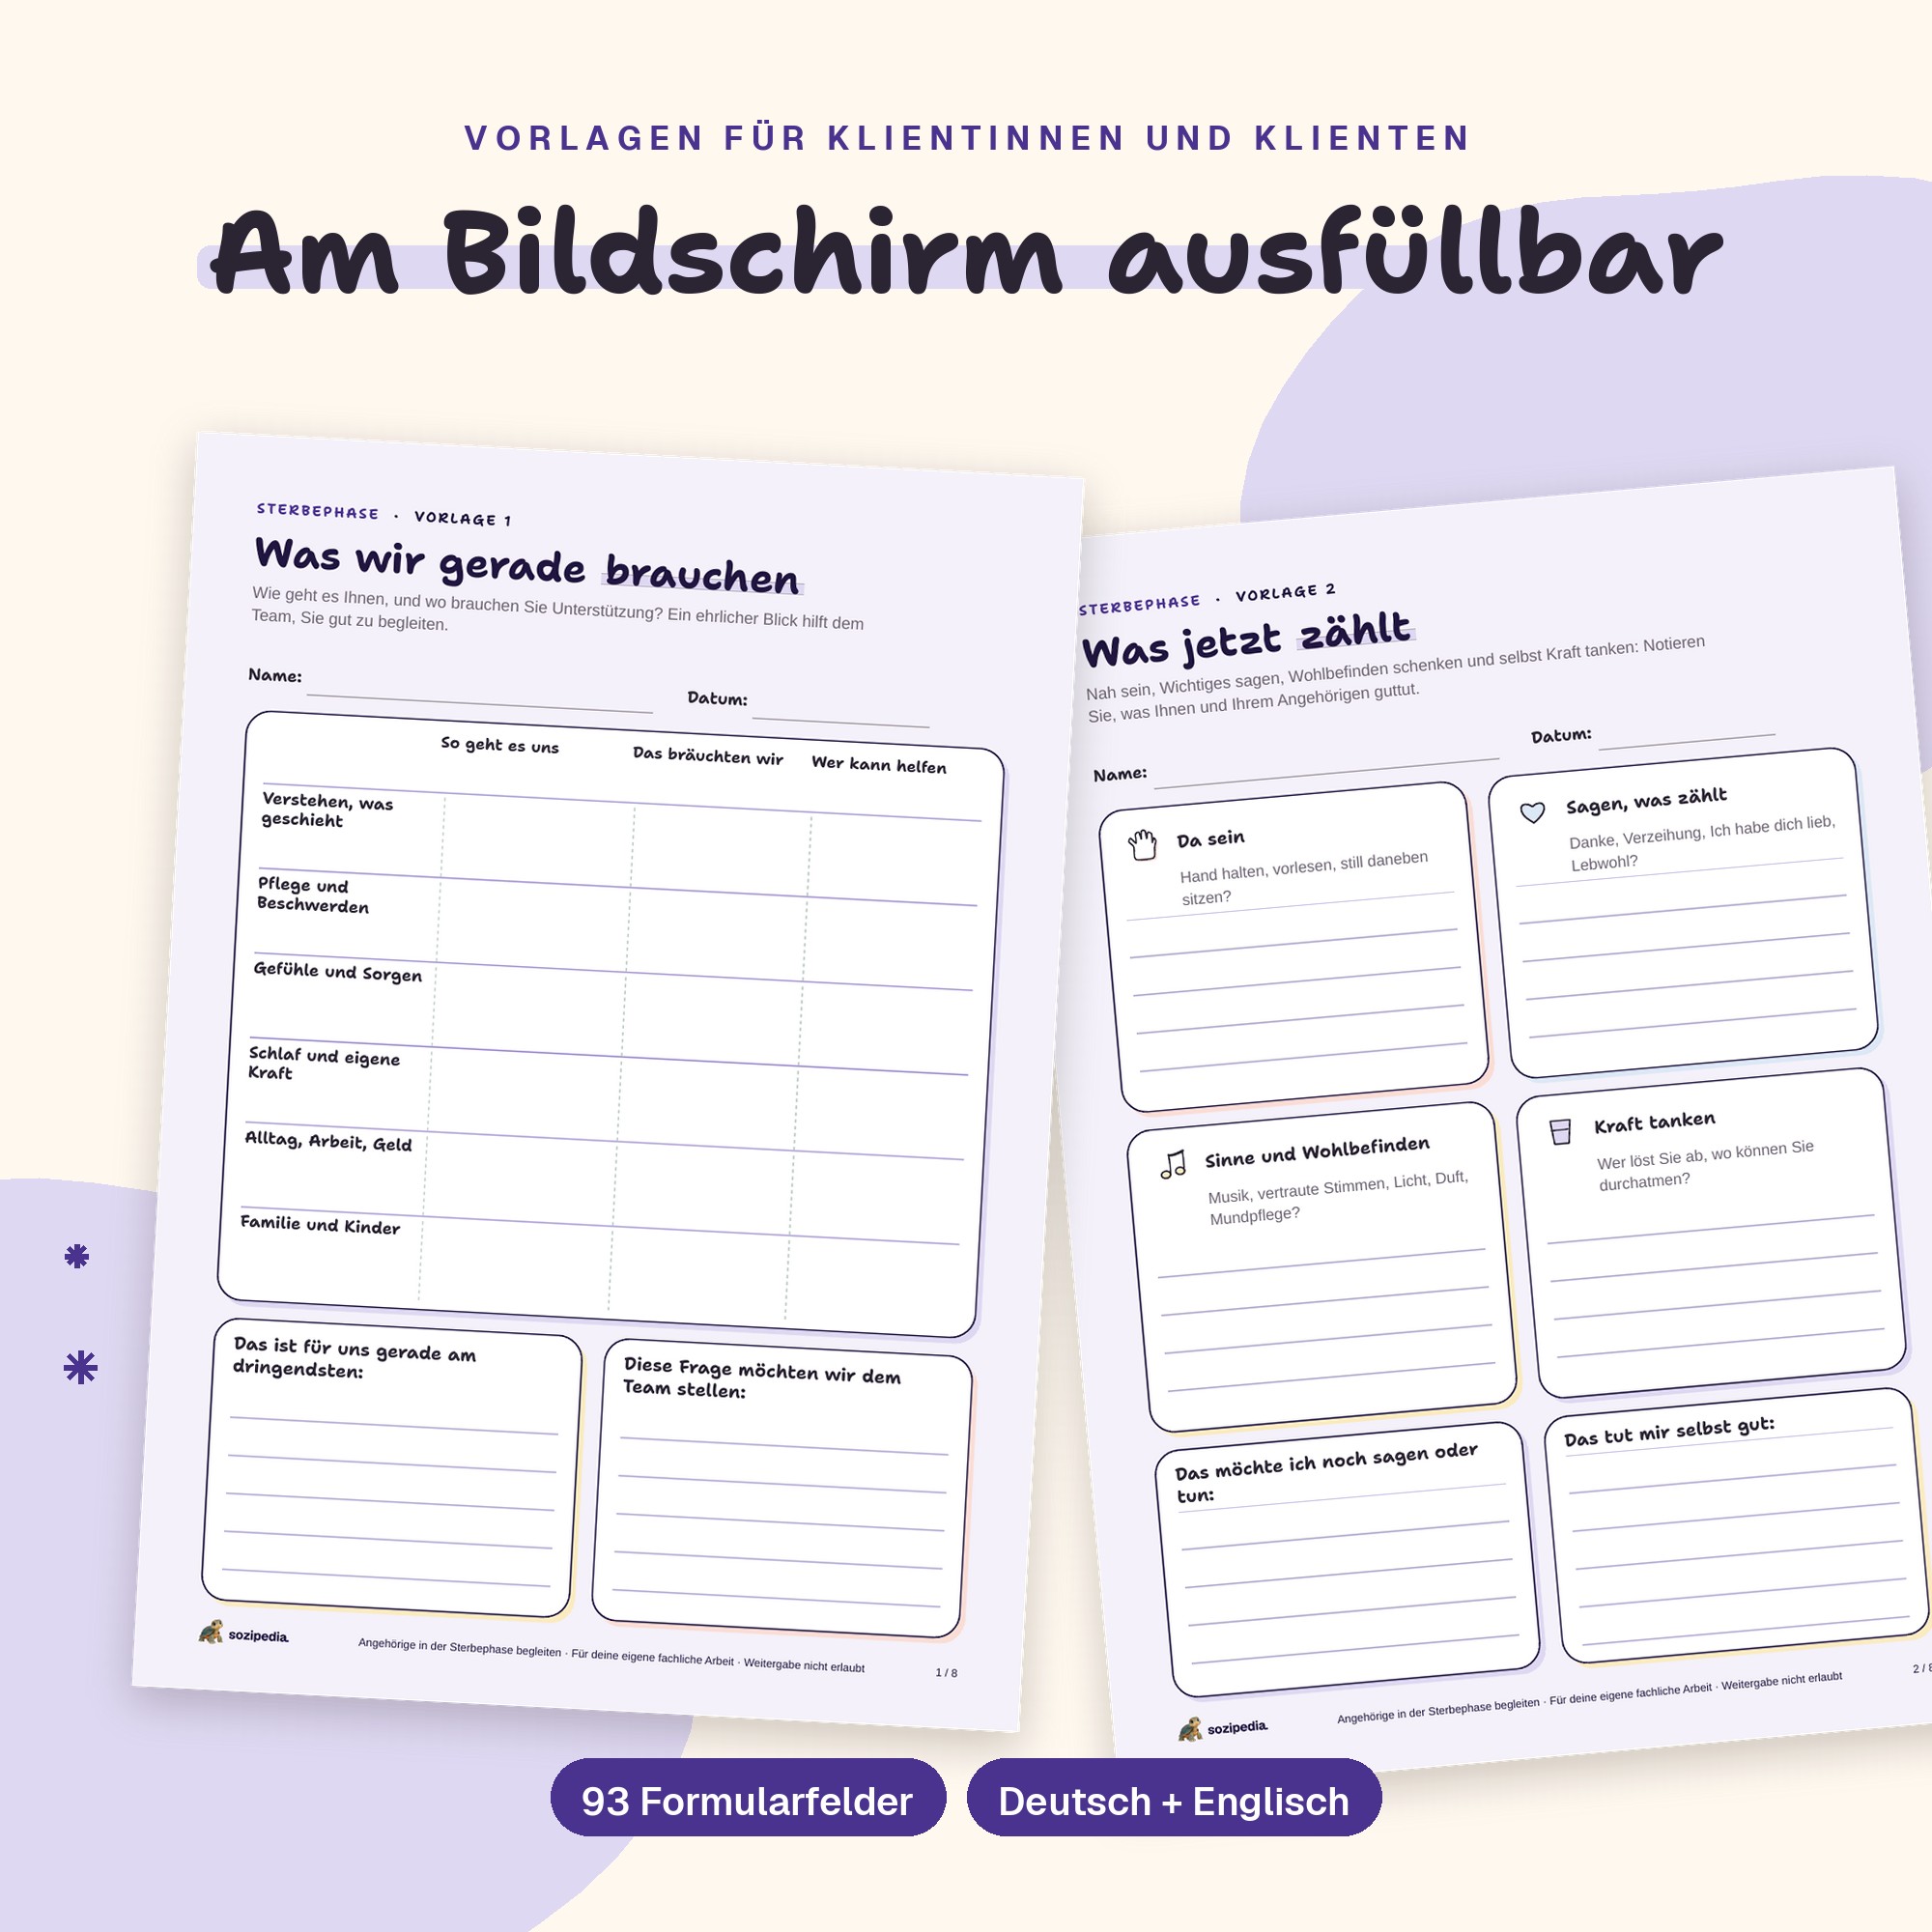 VORLAGEN FÜR KLIENTINNEN UND KLIENTEN
Am Bildschirm ausfüllbar
STERBEPHASE · VORLAGE 1
Was wir gerade brauchen
Wie geht es Ihnen, und wo brauchen Sie Unterstützung? Ein ehrlicher Blick hilft dem
Team, Sie gut zu begleiten.
Name:
Datum:
So geht es uns
Das bräuchten wir
Wer kann helfen
Verstehen, was
geschieht
Pflege und
Beschwerden
Gefühle und Sorgen
Schlaf und eigene
Kraft
Alltag, Arbeit, Geld
Familie und Kinder
Das ist für uns gerade am
dringendsten:
Diese Frage möchten wir dem
Team stellen:
sozipedia.
Angehörige in der Sterbephase begleiten · Für deine eigene fachliche Arbeit · Weitergabe nicht erlaubt
1 / 8
STERBEPHASE · VORLAGE 2
Was jetzt zählt
Nah sein, Wichtiges sagen, Wohlbefinden schenken und selbst Kraft tanken: Notieren
Sie, was Ihnen und Ihrem Angehörigen guttut.
Name:
Datum:
Da sein
Hand halten, vorlesen, still daneben
sitzen?
Sagen, was zählt
Danke, Verzeihung, Ich habe dich lieb,
Lebwohl?
Sinne und Wohlbefinden
Musik, vertraute Stimmen, Licht, Duft,
Mundpflege?
Kraft tanken
Wer löst Sie ab, wo können Sie
durchatmen?
Das möchte ich noch sagen oder
tun:
Das tut mir selbst gut:
sozipedia.
Angehörige in der Sterbephase begleiten · Für deine eigene fachliche Arbeit · Weitergabe nicht erlaubt
2 / 8
93 Formularfelder
Deutsch + Englisch